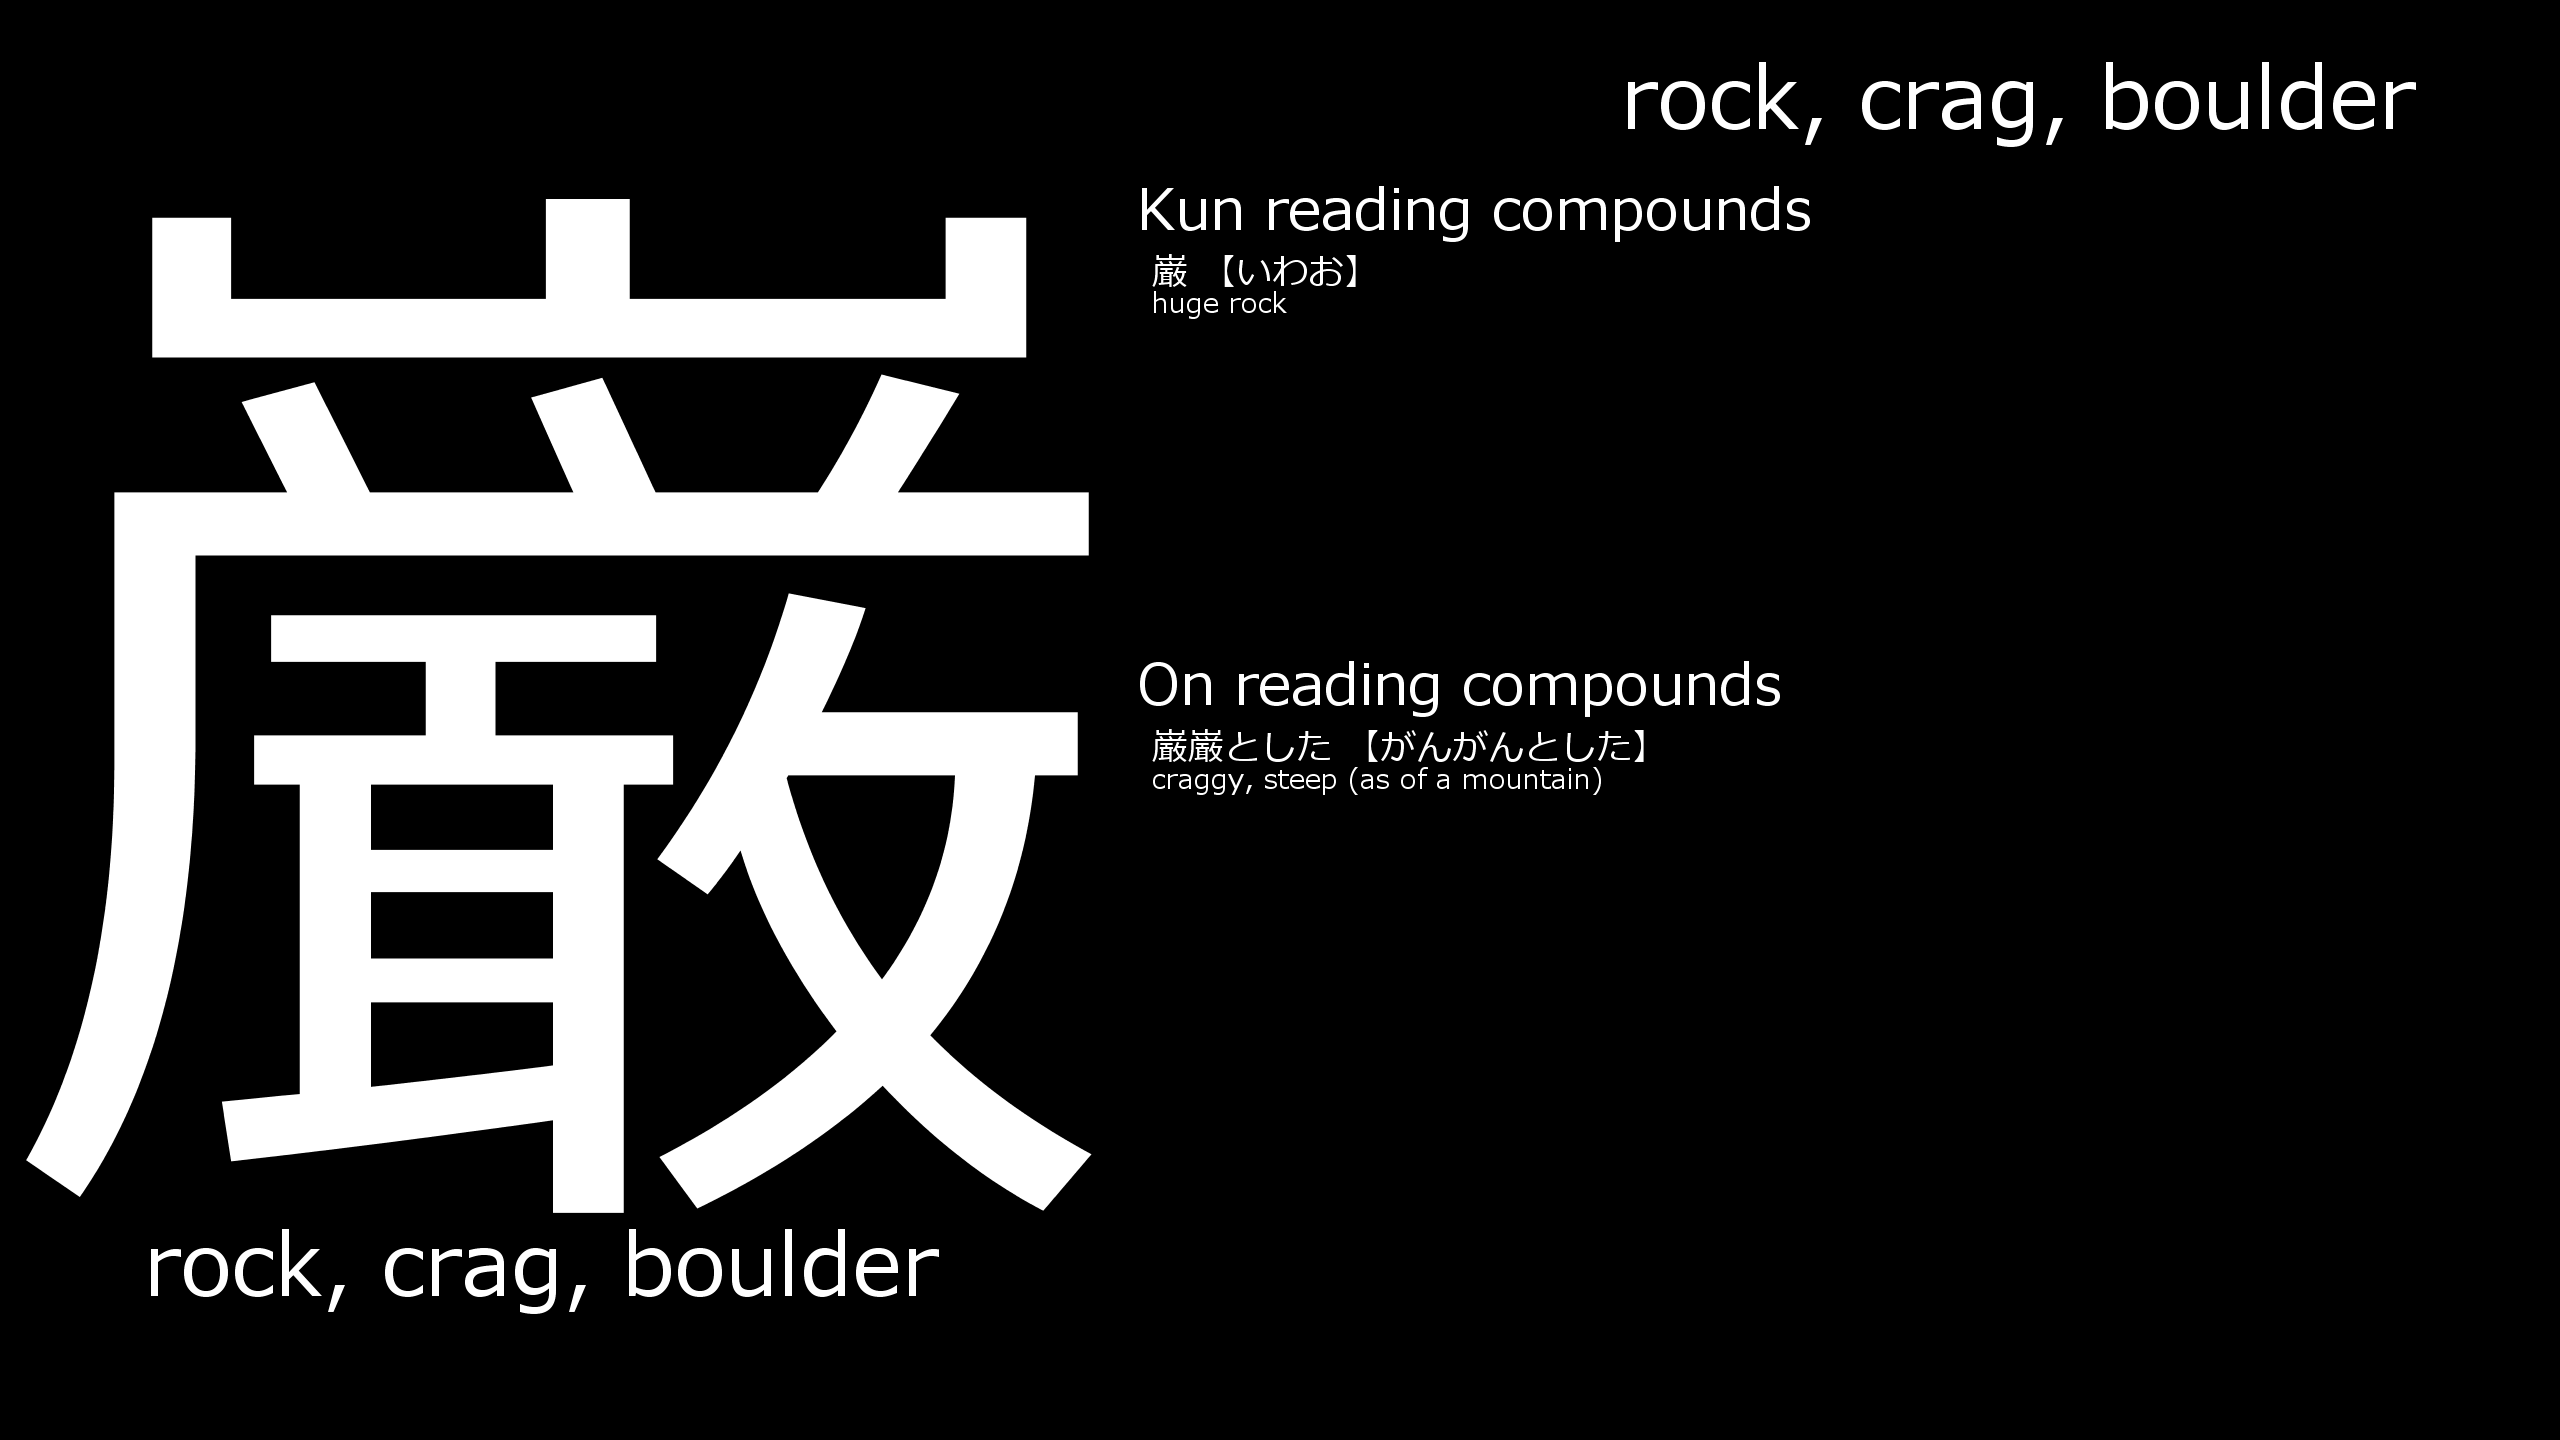 rock, crag, boulder
巌
rock, crag, boulder
Kun reading compounds
巌 【いわお】
huge rock
On reading compounds
巌巌とした 【がんがんとした】
craggy, steep (as of a mountain)